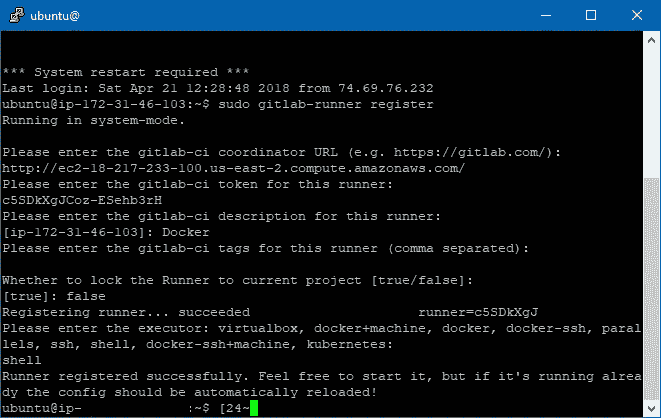 ubuntu@
*** System restart required ***
Last login: Sat Apr 21 12:28:48 2018 from 74.69.76.232
ubuntu@ip-172-31-46-103:~$ sudo gitlab-runner register
Running in system-mode.
Please enter the gitlab-ci coordinator URL (e.g. https://gitlab.com/):
http://ec2-18-217-233-100.us-east-2.compute.amazonaws.com/
Please enter the gitlab-ci token for this runner:
c5SDkXgJCoz-ESehb3rH
Please enter the gitlab-ci description for this runner:
[ip-172-31-46-103]: Docker
Please enter the gitlab-ci tags for this runner (comma separated):
Whether to lock the Runner to current project [true/false]:
[true]: false
Registering runner... succeeded                     runner=c5SDkXgJ
Please enter the executor: virtualbox, docker+machine, docker, docker-ssh, paral
lels, ssh, shell, docker-ssh+machine, kubernetes:
shell
Runner registered successfully. Feel free to start it, but if it's running alrea
dy the config should be automatically reloaded!
ubuntu@ip-             :~$ [24~